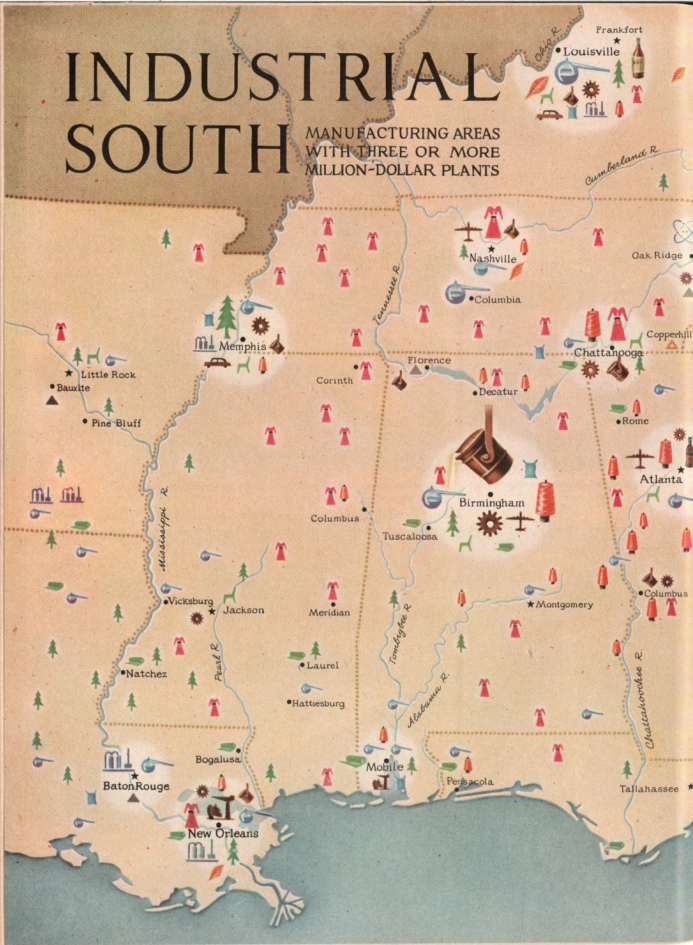 INDUSTRIAL
SOUTH
MANUFACTURING AREAS
WITH THREE OR MORE
MILLION-DOLLAR PLANTS
Frankfort
Ohio R.
Louisville
Cumberland R.
Nashville
Oak Ridge
Tennessee R.
Columbia
Copperhill
Memphis
Chattanooga
Florence
Little Rock
Corinth
Bauxite
Decatur
Pine Bluff
Rome
Atlanta
Birmingham
Mississippi R.
Columbus
Tuscaloosa
Vicksburg
Jackson
Meridian
Montgomery
Columbus
Tombigbee R.
Pearl R.
Laurel
Natchez
Alabama R.
Chattahoochee R.
Hattiesburg
Bogalusa
Mobile
Baton Rouge
Pensacola
Tallahassee
New Orleans